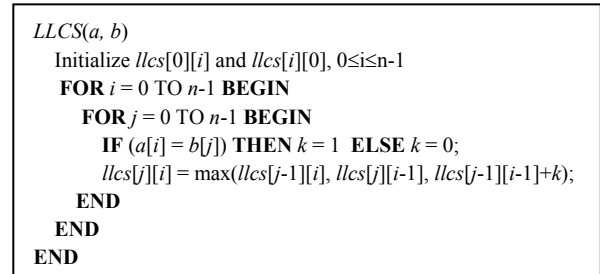 LLCS(a, b)
Initialize llcs[0][i] and llcs[i][0], 0≤i≤n-1
FOR i = 0 TO n-1 BEGIN
FOR j = 0 TO n-1 BEGIN
IF (a[i] = b[j]) THEN k = 1 ELSE k = 0;
llcs[j][i] = max(llcs[j-1][i], llcs[j][i-1], llcs[j-1][i-1]+k);
END
END
END